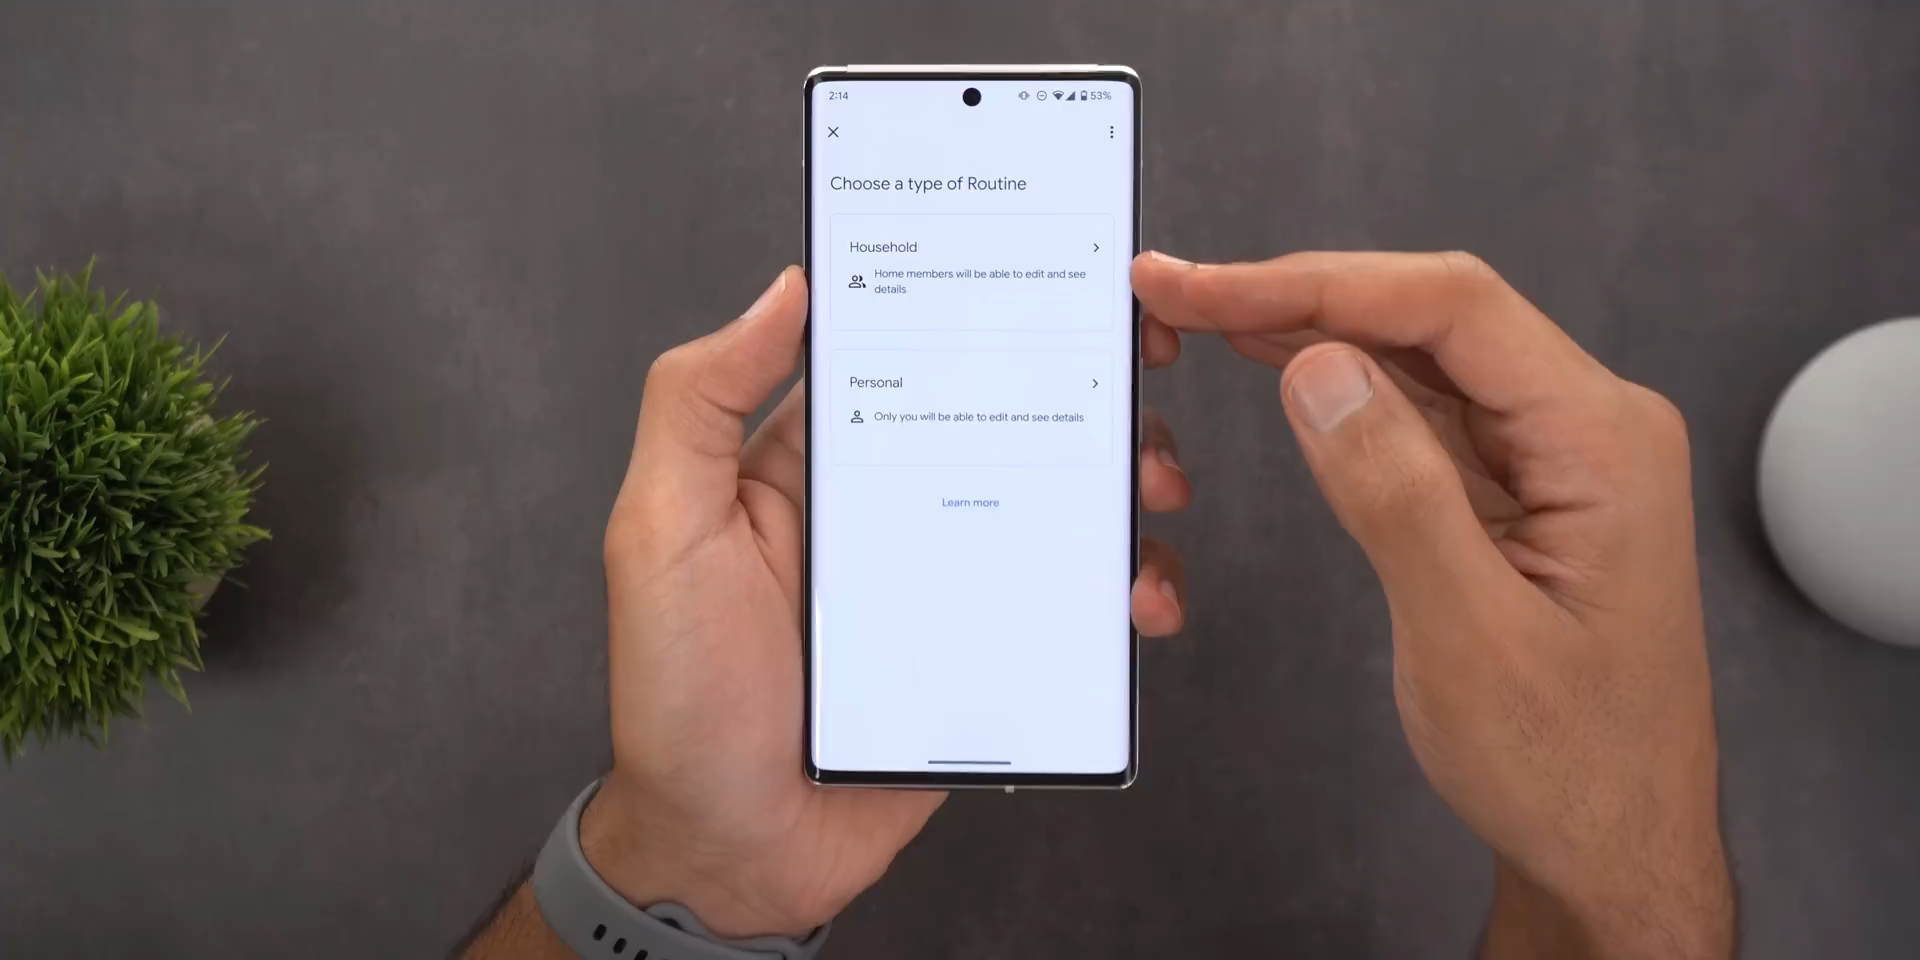 2:14
53%
Choose a type of Routine
Household
Home members will be able to edit and see
details
Personal
Only you will be able to edit and see details
Learn more